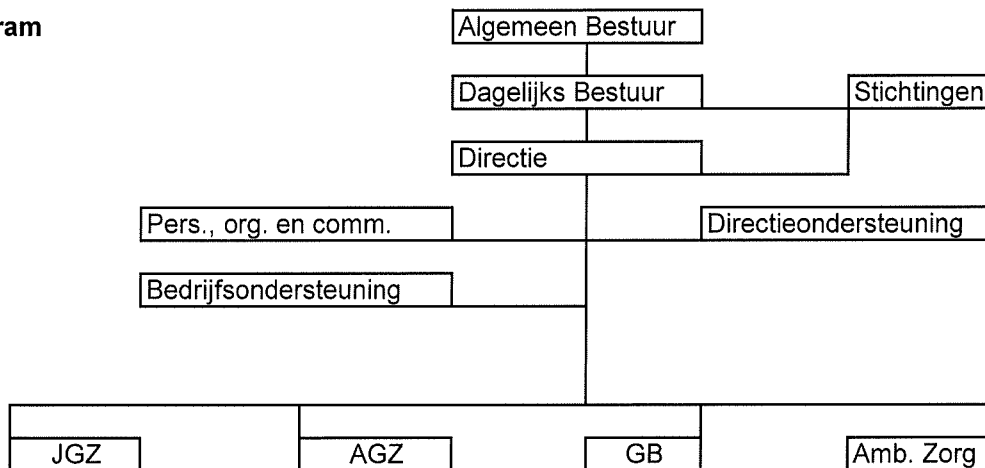 ram
Algemeen Bestuur
Dagelijks Bestuur Stichtingen
Directie
Pers., org. en comm. Directieondersteuning
Bedrijfsondersteuning
JGZ AGZ GB Amb. Zorg